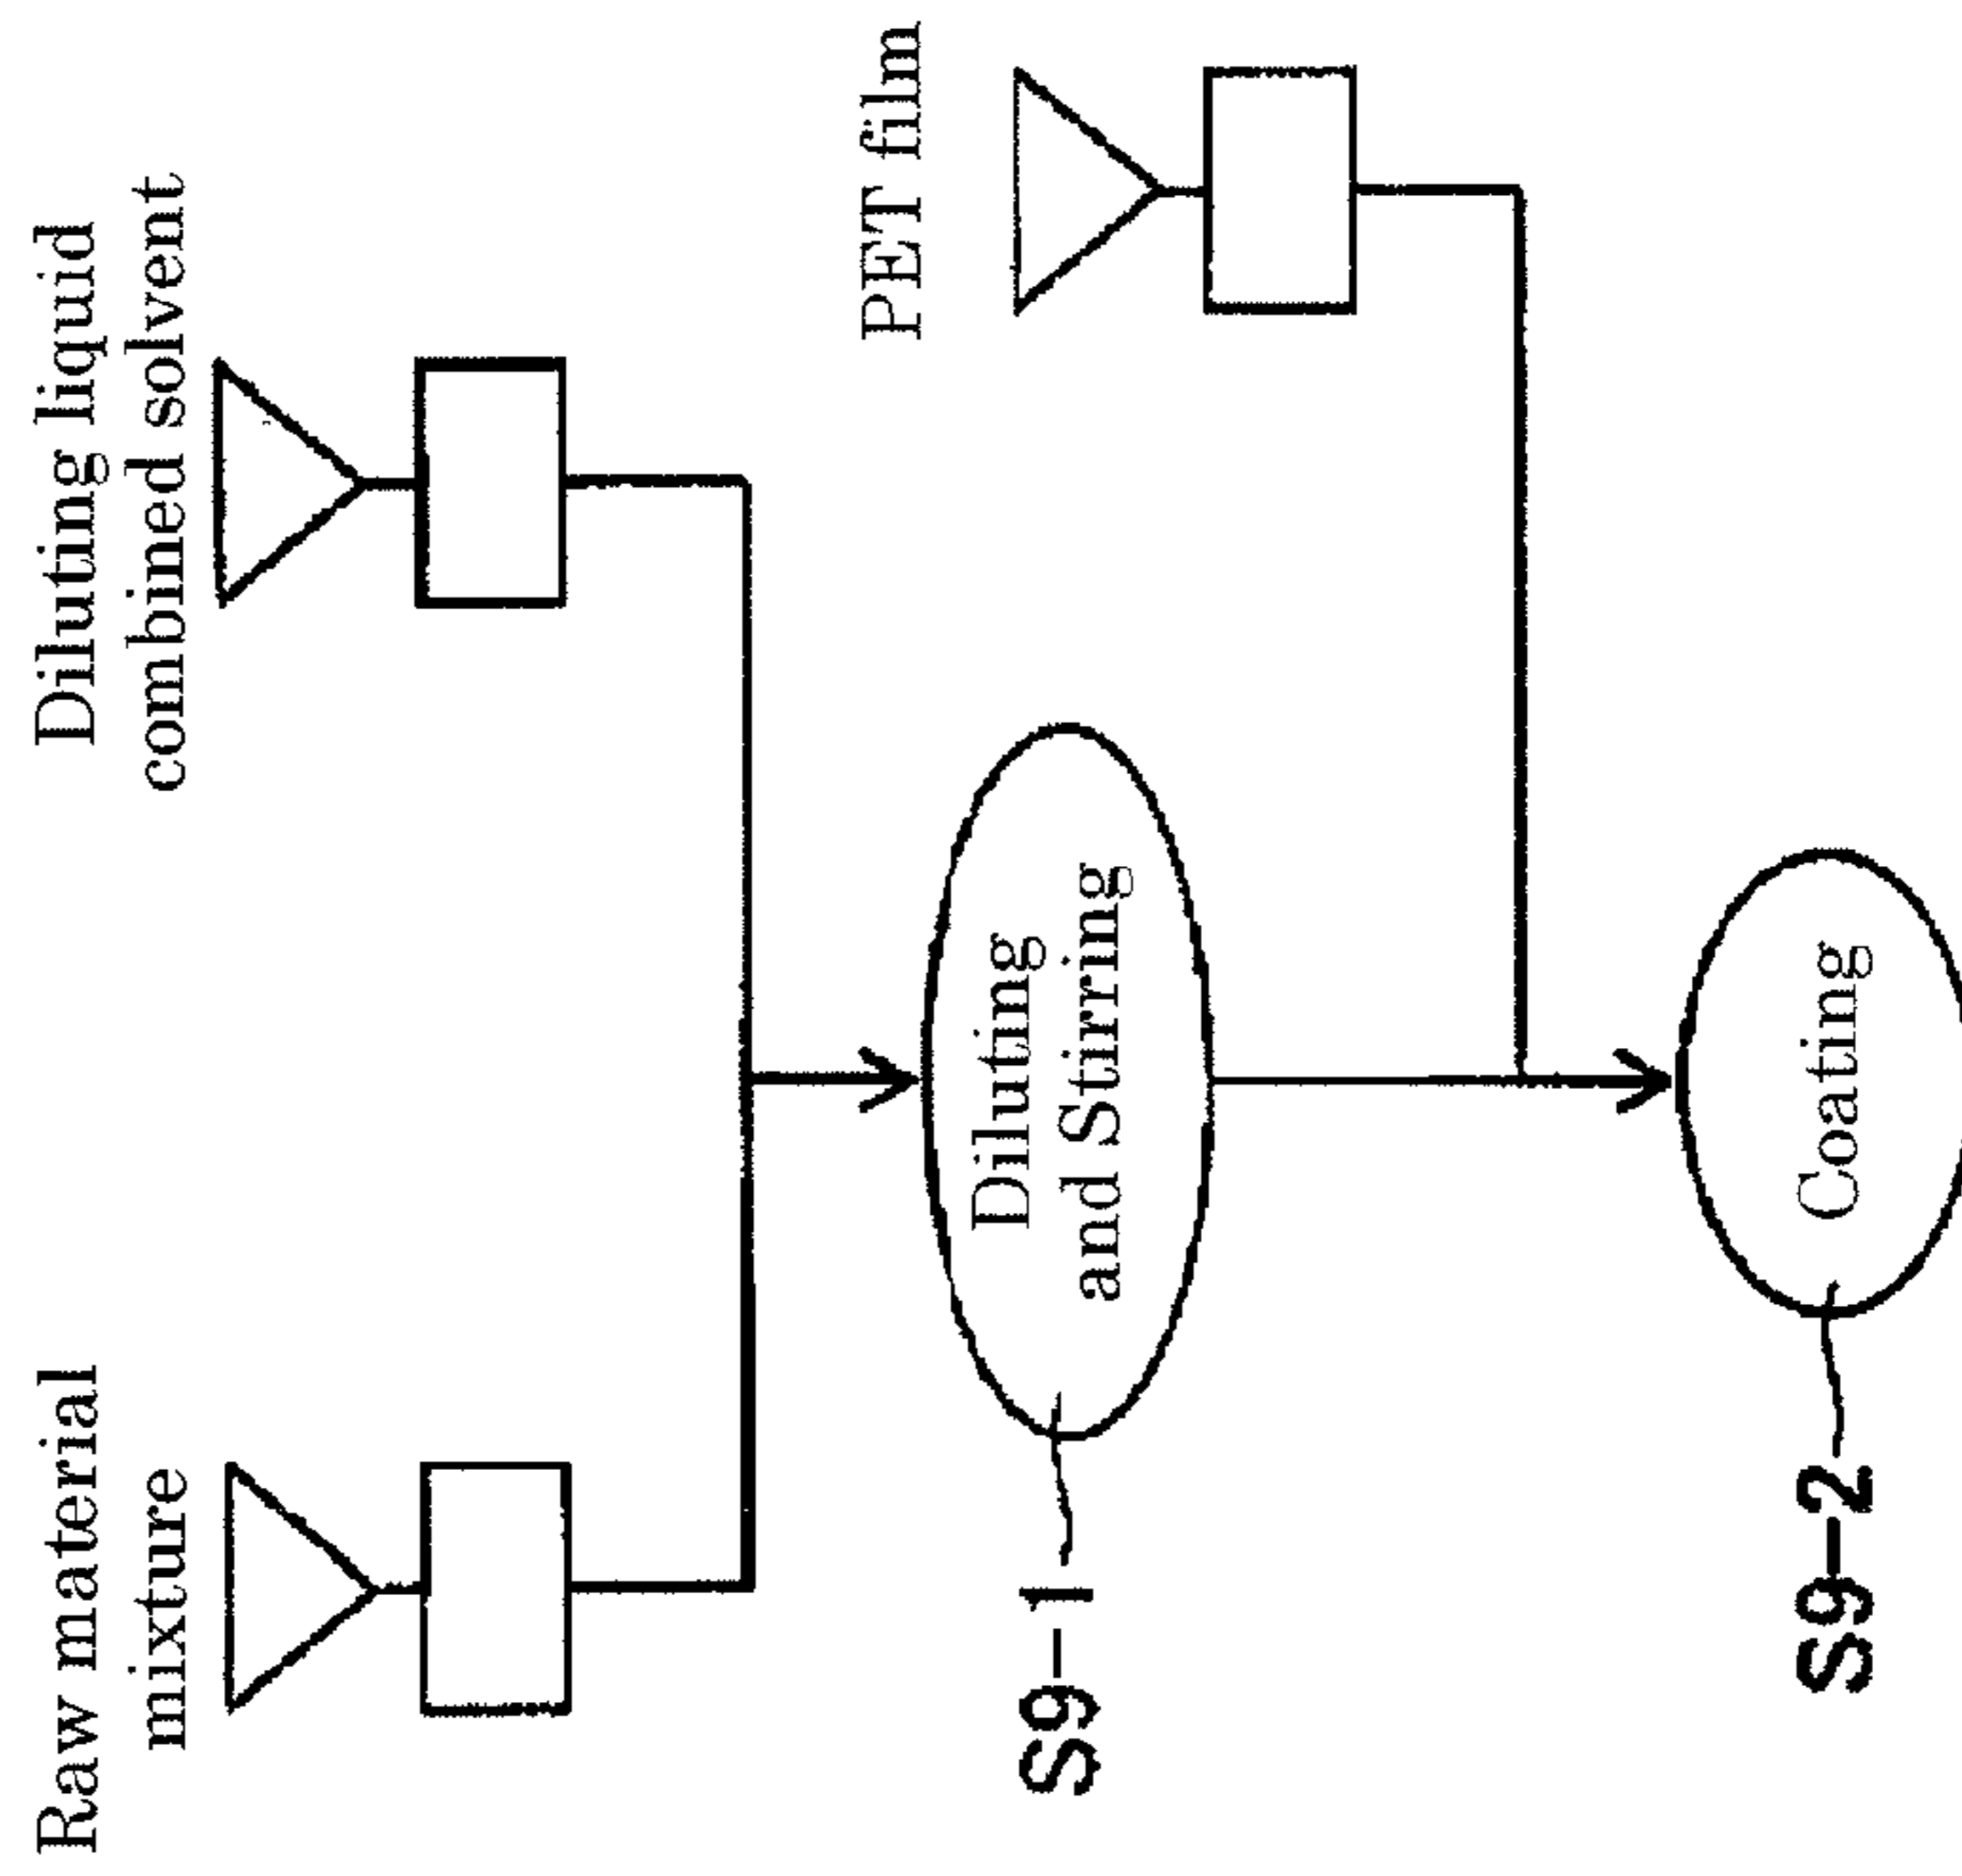 Raw material
mixture
Diluting liquid
combined solvent
PET film
Diluting
and Stirring
S9-1
Coating
S9-2